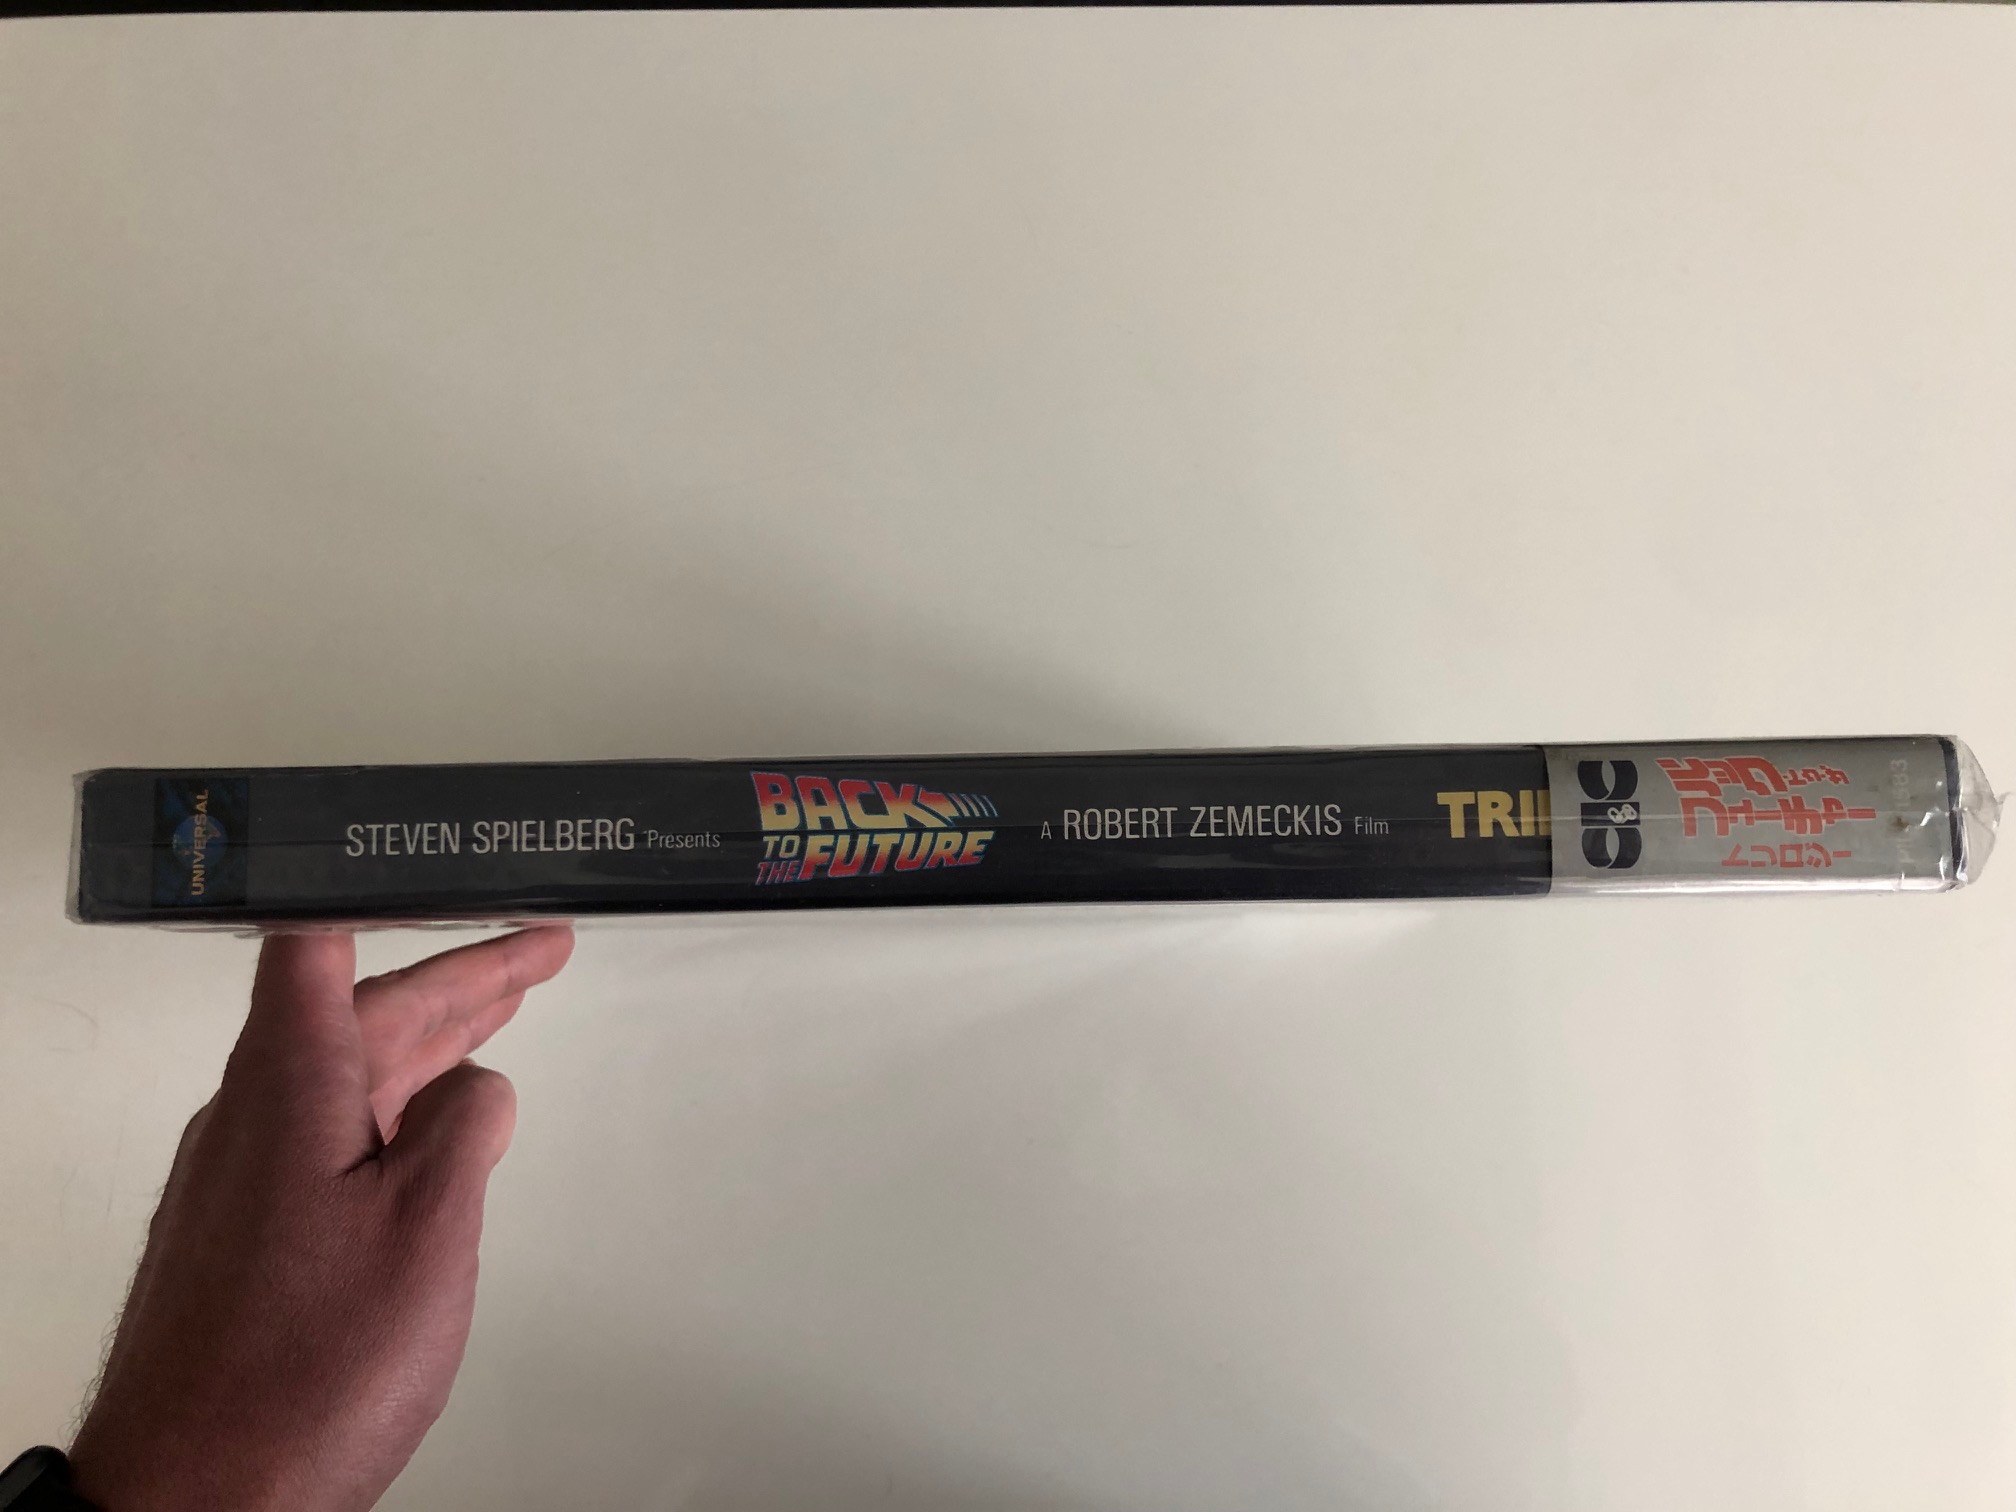 UNIVERSAL
STEVEN SPIELBERG Presents
BACK
TO
THE FUTURE
A ROBERT ZEMECKIS Film
TRI
バック・トゥ・ザ
フューチャー
トリロジー